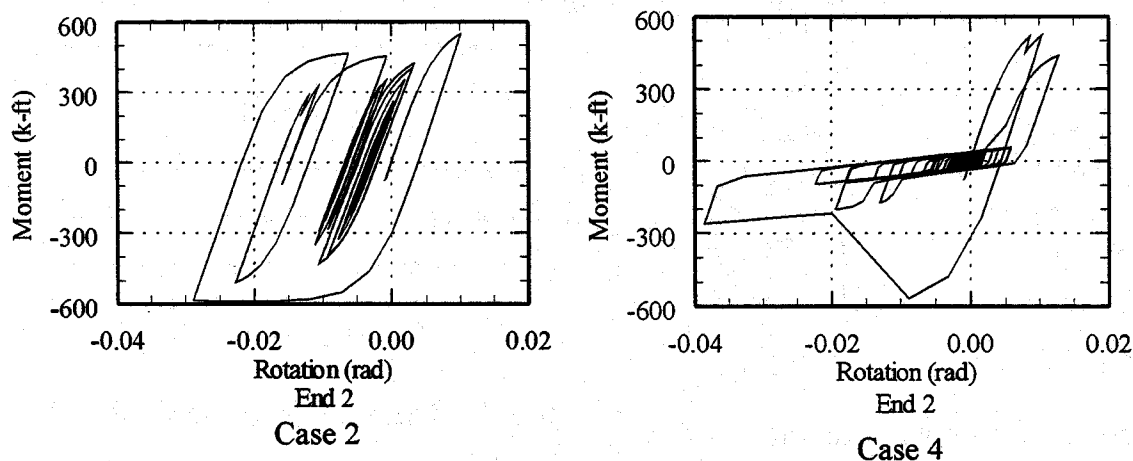 600
300
0
-300
-600
Moment (k-ft)
-0.04 -0.02 0.00 0.02
Rotation (rad)
End 2
Case 2
600
300
0
-300
-600
Moment (k-ft)
-0.04 -0.02 0.00 0.02
Rotation (rad)
End 2
Case 4